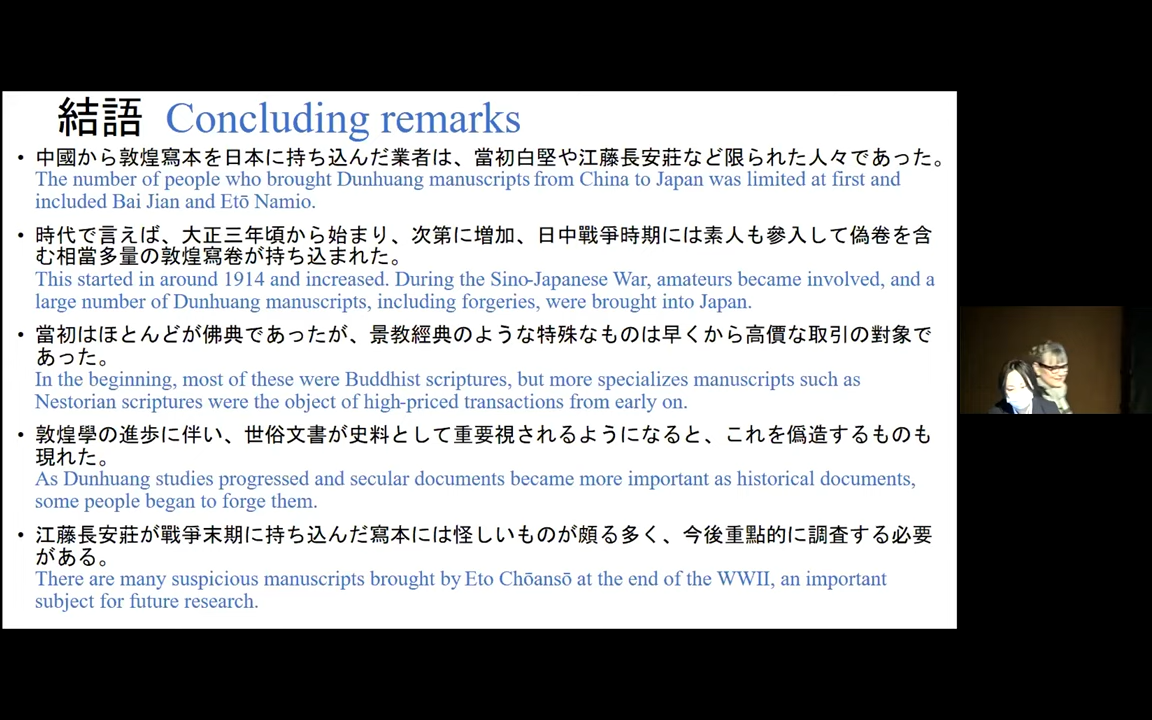 結語 Concluding remarks
• 中國から敦煌寫本を日本に持ち込んだ業者は、當初白堅や江藤長安莊など限られた人々であった。
The number of people who brought Dunhuang manuscripts from China to Japan was limited at first and
included Bai Jian and Etō Namio.
• 時代で言えば、大正三年頃から始まり、次第に増加、日中戰爭時期には素人も參入して偽卷を含
む相當多量の敦煌寫卷が持ち込まれた。
This started in around 1914 and increased. During the Sino-Japanese War, amateurs became involved, and a
large number of Dunhuang manuscripts, including forgeries, were brought into Japan.
• 當初はほとんどが佛典であったが、景教經典のような特殊なものは早くから高價な取引の對象で
あった。
In the beginning, most of these were Buddhist scriptures, but more specializes manuscripts such as
Nestorian scriptures were the object of high-priced transactions from early on.
• 敦煌學の進歩に伴い、世俗文書が史料として重要視されるようになると、これを僞造するものも
現れた。
As Dunhuang studies progressed and secular documents became more important as historical documents,
some people began to forge them.
• 江藤長安莊が戰爭末期に持ち込んだ寫本には怪しいものが頗る多く、今後重點的に調査する必要
がある。
There are many suspicious manuscripts brought by Eto Chōansō at the end of the WWII, an important
subject for future research.